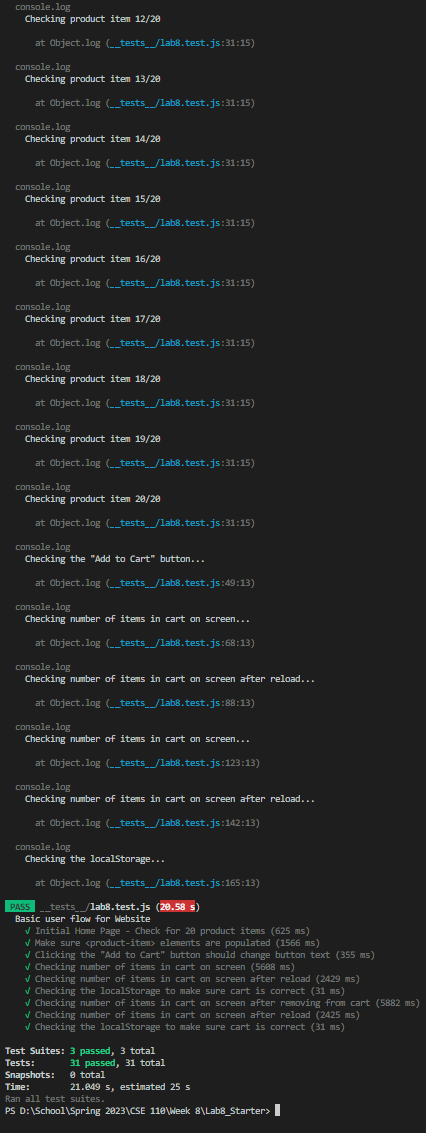 console.log
Checking product item 12/20
at Object.log (__tests__/lab8.test.js:31:15)
console.log
Checking product item 13/20
at Object.log (__tests__/lab8.test.js:31:15)
console.log
Checking product item 14/20
at Object.log (__tests__/lab8.test.js:31:15)
console.log
Checking product item 15/20
at Object.log (__tests__/lab8.test.js:31:15)
console.log
Checking product item 16/20
at Object.log (__tests__/lab8.test.js:31:15)
console.log
Checking product item 17/20
at Object.log (__tests__/lab8.test.js:31:15)
console.log
Checking product item 18/20
at Object.log (__tests__/lab8.test.js:31:15)
console.log
Checking product item 19/20
at Object.log (__tests__/lab8.test.js:31:15)
console.log
Checking product item 20/20
at Object.log (__tests__/lab8.test.js:31:15)
console.log
Checking the "Add to Cart" button...
at Object.log (__tests__/lab8.test.js:49:13)
console.log
Checking number of items in cart on screen...
at Object.log (__tests__/lab8.test.js:68:13)
console.log
Checking number of items in cart on screen after reload...
at Object.log (__tests__/lab8.test.js:88:13)
console.log
Checking number of items in cart on screen...
at Object.log (__tests__/lab8.test.js:123:13)
console.log
Checking number of items in cart on screen after reload...
at Object.log (__tests__/lab8.test.js:142:13)
console.log
Checking the localStorage...
at Object.log (__tests__/lab8.test.js:165:13)
PASS __tests__/lab8.test.js (20.58 s)
Basic user flow for Website
√ Initial Home Page - Check for 20 product items (625 ms)
√ Make sure <product-item> elements are populated (1566 ms)
√ Clicking the "Add to Cart" button should change button text (355 ms)
√ Checking number of items in cart on screen (5608 ms)
√ Checking number of items in cart on screen after reload (2429 ms)
√ Checking the localStorage to make sure cart is correct (31 ms)
√ Checking number of items in cart on screen after removing from cart (5882 ms)
√ Checking number of items in cart on screen after reload (2425 ms)
√ Checking the localStorage to make sure cart is correct (31 ms)
Test Suites: 3 passed, 3 total
Tests: 31 passed, 31 total
Snapshots: 0 total
Time: 21.049 s, estimated 25 s
Ran all test suites.
PS D:\School\Spring 2023\CSE 110\Week 8\Lab8_Starter>